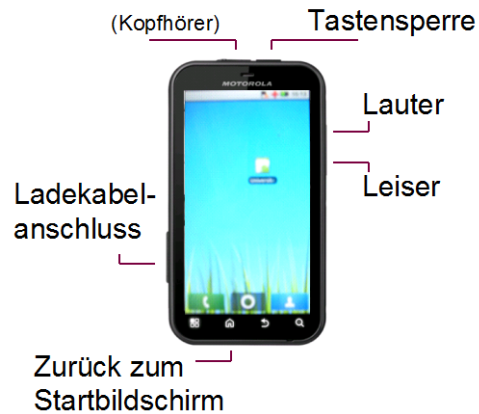 (Kopfhörer)
Tastensperre
MOTOROLA
Lauter
Leiser
Ladekabel-
anschluss
Zurück zum
Startbildschirm